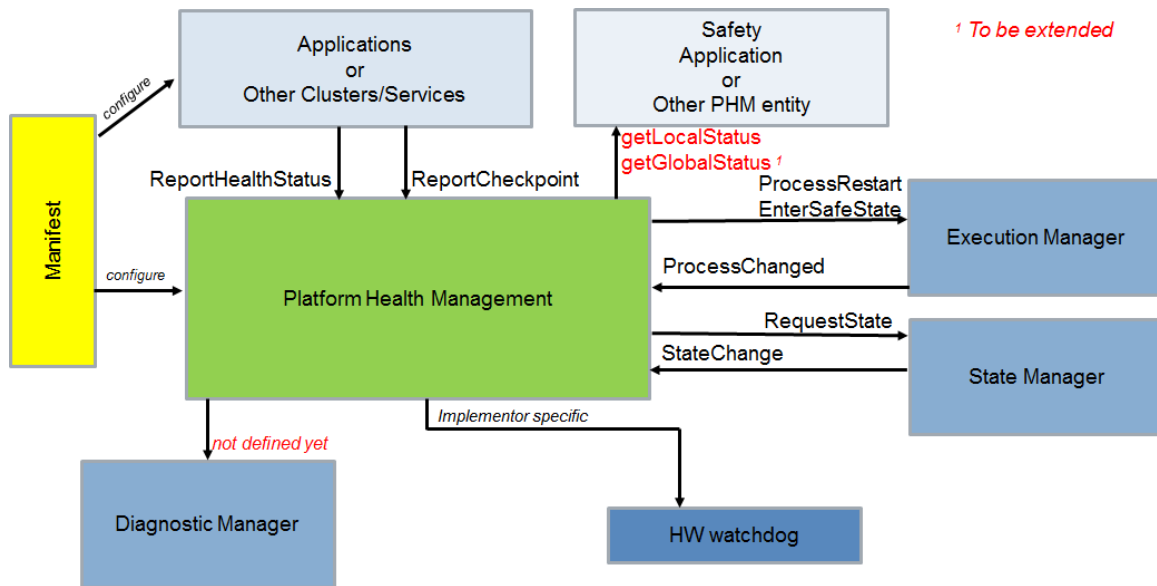 Applications
or
Other Clusters/Services
Safety
Application
or
Other PHM entity
¹ To be extended
configure
Manifest
getLocalStatus
getGlobalStatus ¹
ReportHealthStatus
ReportCheckpoint
ProcessRestart
EnterSafeState
Execution Manager
configure
Platform Health Management
ProcessChanged
RequestState
StateChange
State Manager
Implementor specific
not defined yet
Diagnostic Manager
HW watchdog